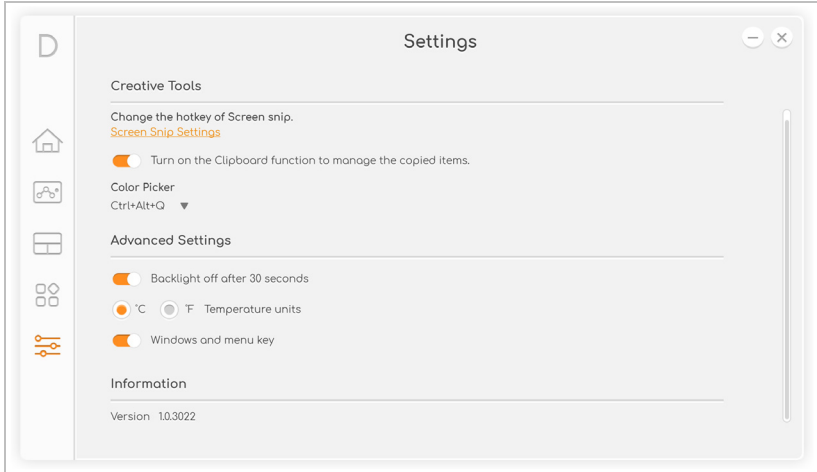 D
Settings
Creative Tools
Change the hotkey of Screen snip.
Screen Snip Settings
Turn on the Clipboard function to manage the copied items.
Color Picker
Ctrl+Alt+Q
Advanced Settings
Backlight off after 30 seconds
°C °F Temperature units
Windows and menu key
Information
Version 1.0.3022